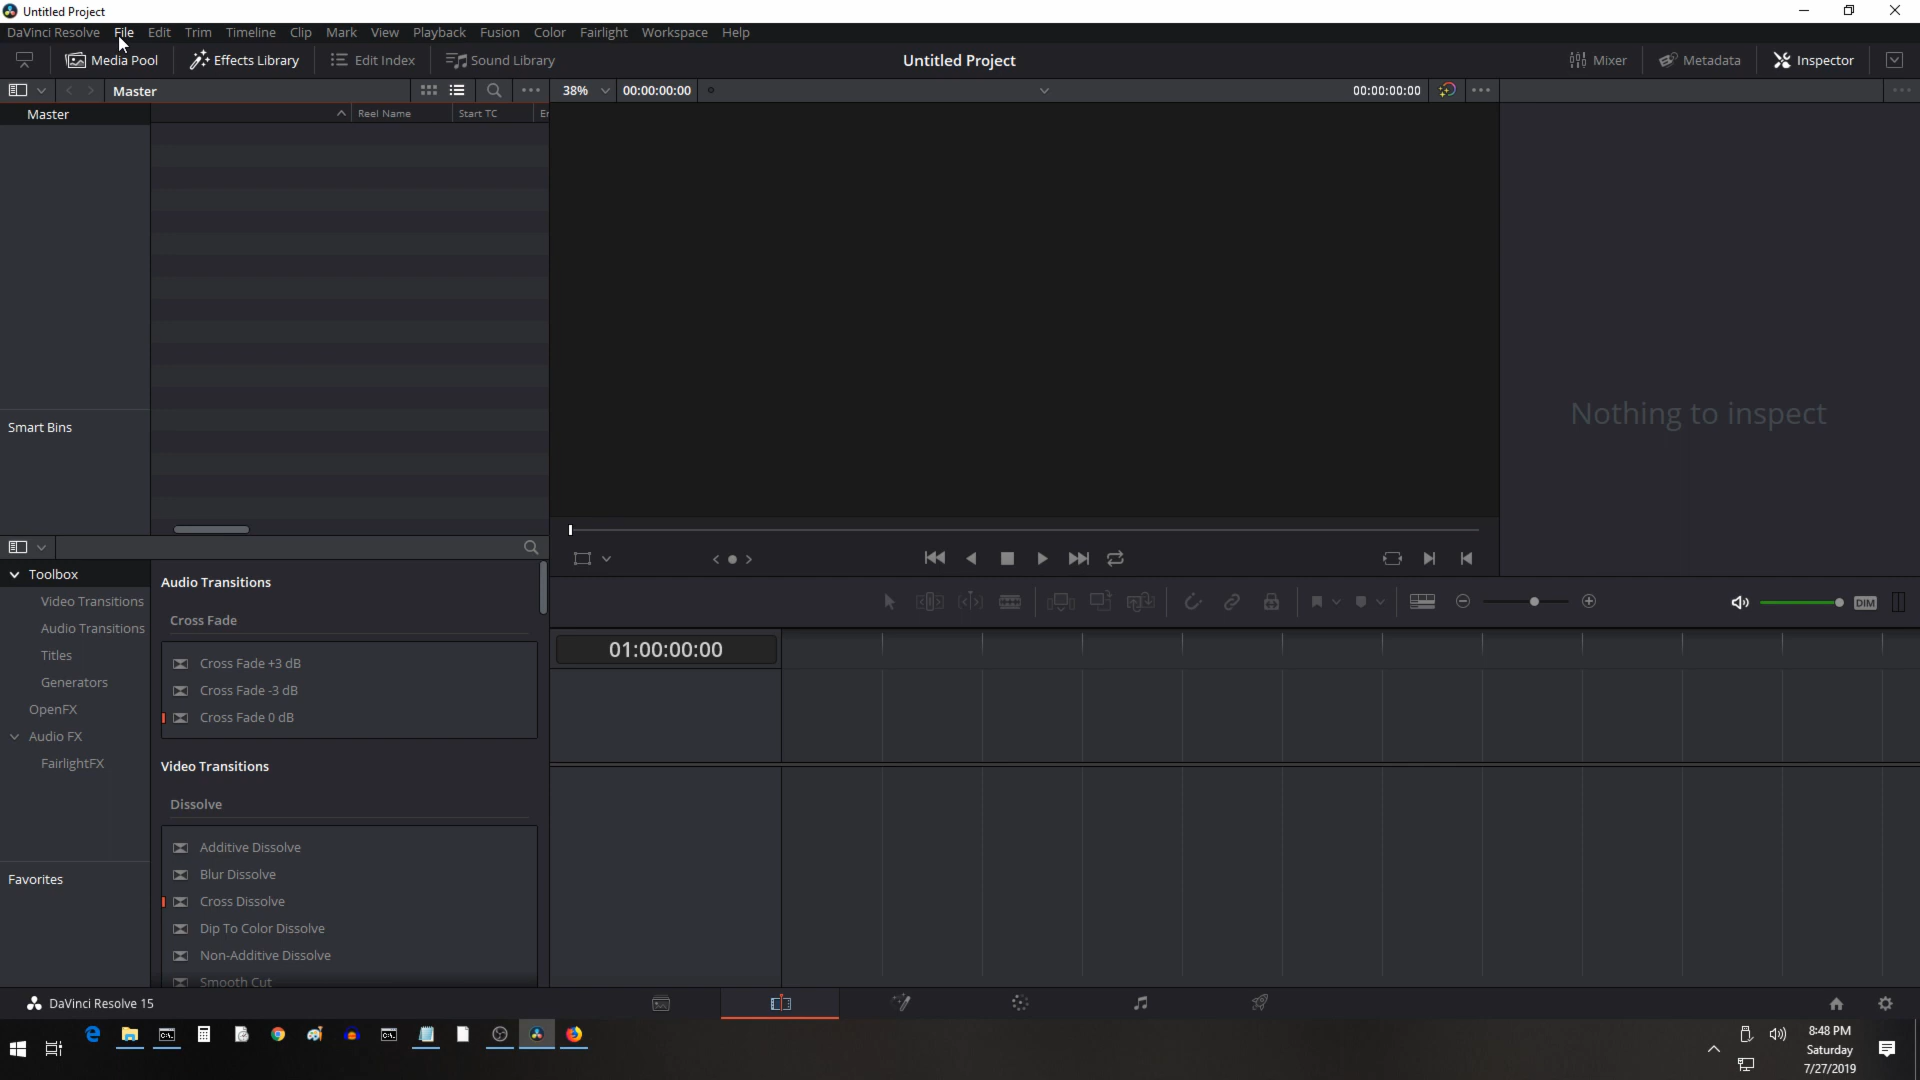 Untitled Project
DaVinci Resolve File Edit Trim Timeline Clip Mark View Playback Fusion Color Fairlight Workspace Help
Media Pool Effects Library Edit Index Sound Library Untitled Project Mixer Metadata Inspector
Master 38% 00:00:00:00 00:00:00:00
Master Reel Name Start TC
Smart Bins
Nothing to inspect
Toolbox
Video Transitions
Audio Transitions
Titles
Generators
OpenFX
Audio FX
FairlightFX
Favorites
Audio Transitions
Cross Fade
Cross Fade +3 dB
Cross Fade -3 dB
Cross Fade 0 dB
Video Transitions
Dissolve
Additive Dissolve
Blur Dissolve
Cross Dissolve
Dip To Color Dissolve
Non-Additive Dissolve
Smooth Cut
DIM
01:00:00:00
DaVinci Resolve 15
8:48 PM
Saturday
7/27/2019